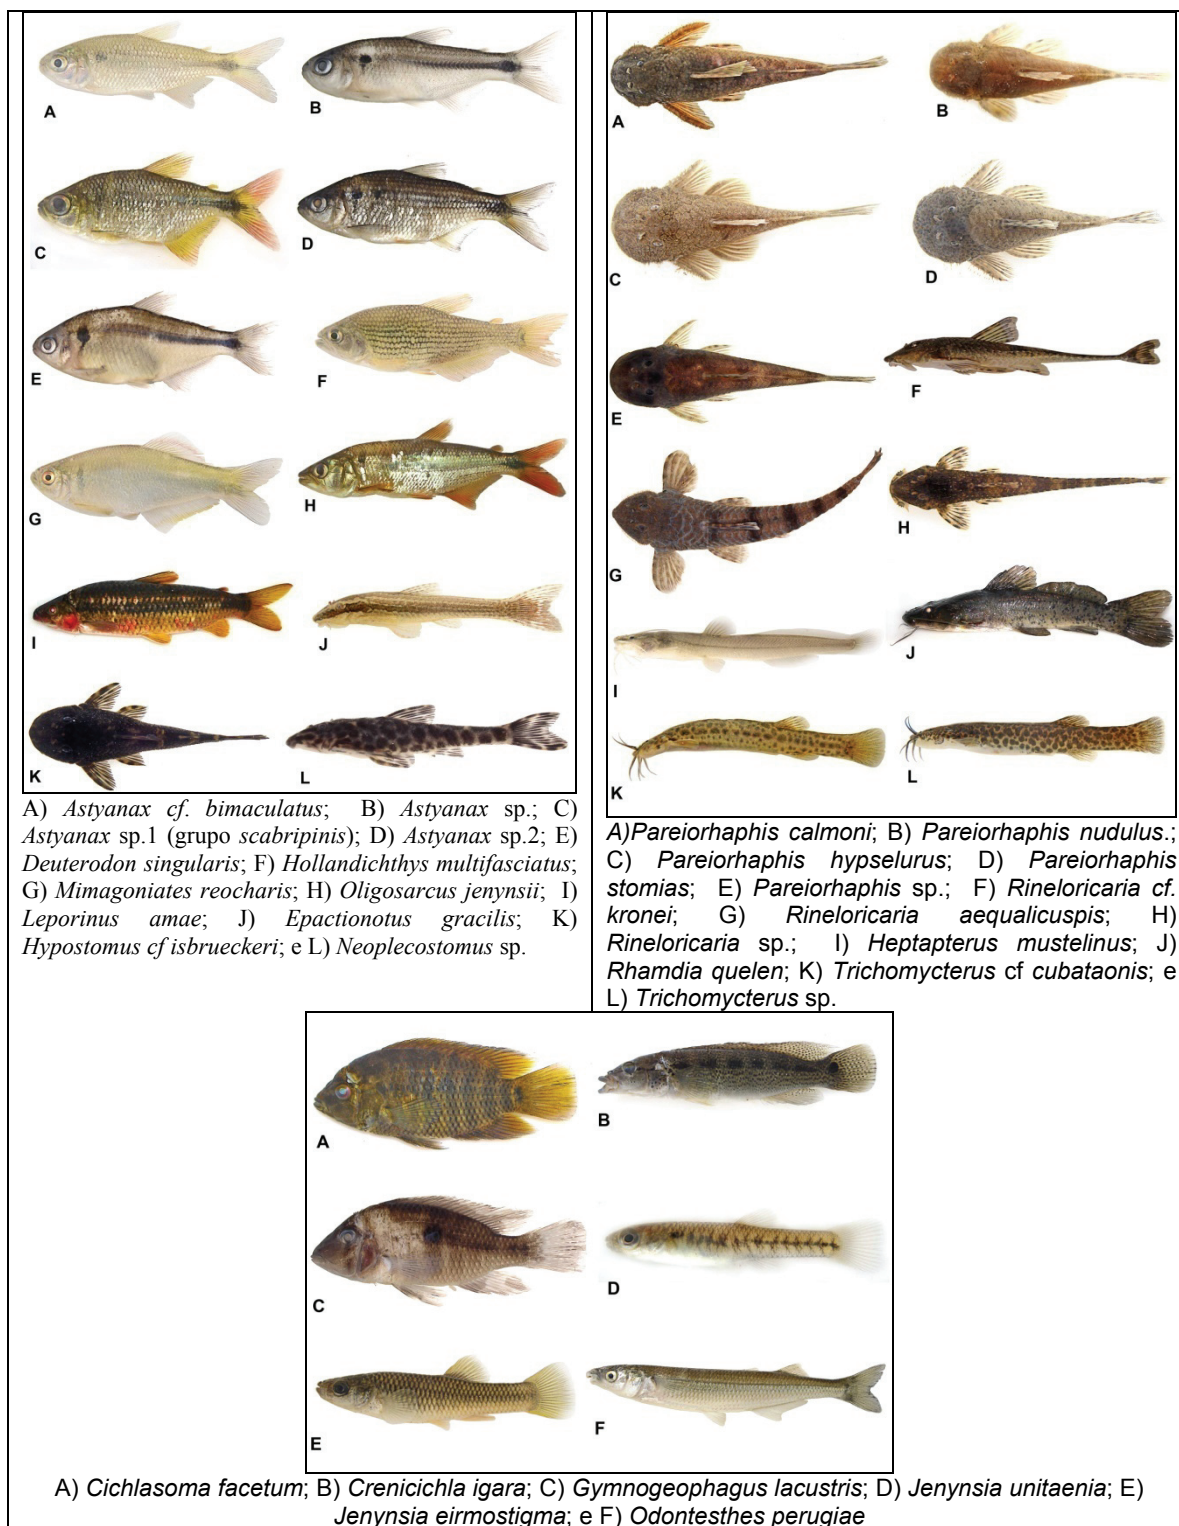 A
B
C
D
E
F
G
H
I
J
K
L
A) Astyanax cf. bimaculatus; B) Astyanax sp.; C)
Astyanax sp.1 (grupo scabripinis); D) Astyanax sp.2; E)
Deuterodon singularis; F) Hollandichthys multifasciatus;
G) Mimagoniates reocharis; H) Oligosarcus jenynsii; I)
Leporinus amae; J) Epactionotus gracilis; K)
Hypostomus cf isbrueckeri; e L) Neoplecostomus sp.
A
B
C
D
E
F
G
H
I
J
K
L
A)Pareiorhaphis calmoni; B) Pareiorhaphis nudulus.;
C) Pareiorhaphis hypselurus; D) Pareiorhaphis
stomias; E) Pareiorhaphis sp.; F) Rineloricaria cf.
kronei; G) Rineloricaria aequalicuspis; H)
Rineloricaria sp.; I) Heptapterus mustelinus; J)
Rhamdia quelen; K) Trichomycterus cf cubataonis; e
L) Trichomycterus sp.
A
B
C
D
E
F
A) Cichlasoma facetum; B) Crenicichla igara; C) Gymnogeophagus lacustris; D) Jenynsia unitaenia; E)
Jenynsia eirmostigma; e F) Odontesthes perugiae